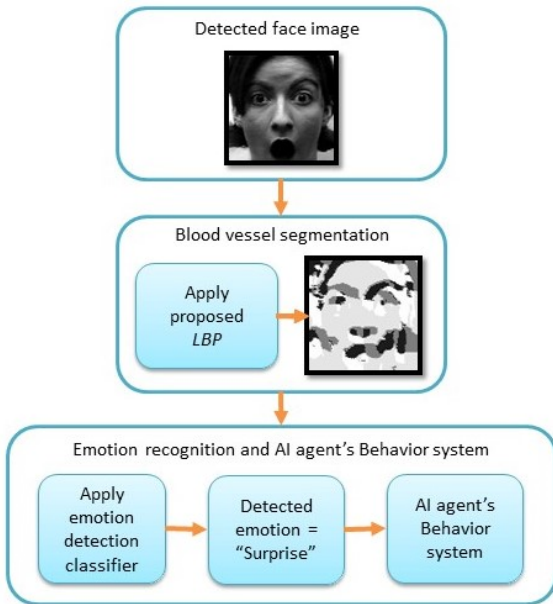 Detected face image
Blood vessel segmentation
Apply
proposed
LBP
Emotion recognition and AI agent's Behavior system
Apply
emotion
detection
classifier
Detected
emotion =
“Surprise”
AI agent's
Behavior
system